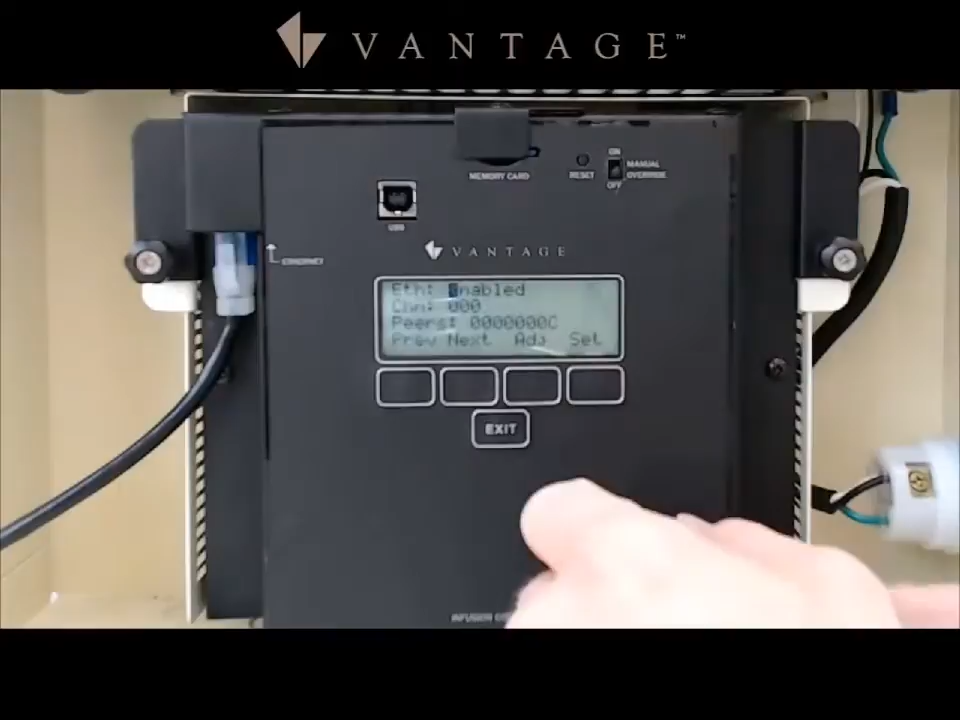 VANTAGE™
ON
MANUAL
OVERRIDE
OFF
RESET
MEMORY CARD
USB
ETHERNET
VANTAGE
Eth: Enabled
Chn: 000
Peers: 0000000C
Prev Next Adj Set
EXIT